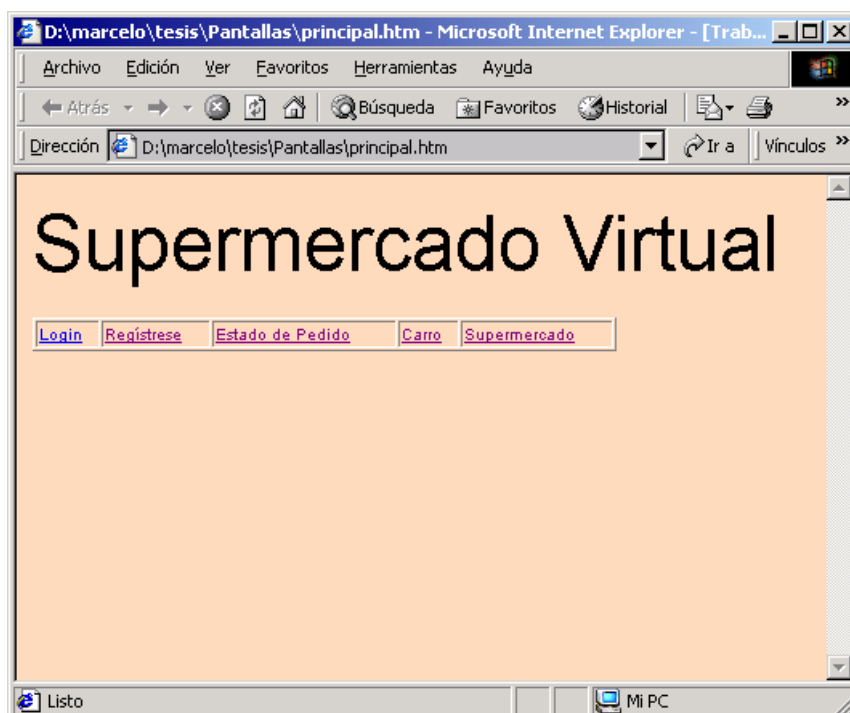 D:\marcelo\tesis\Pantallas\principal.htm - Microsoft Internet Explorer - [Trab...
Archivo Edición Ver Favoritos Herramientas Ayuda
Atrás Búsqueda Favoritos Historial »
Dirección D:\marcelo\tesis\Pantallas\principal.htm Ir a Vínculos »
Supermercado Virtual
Login Regístrese Estado de Pedido Carro Supermercado
Listo Mi PC